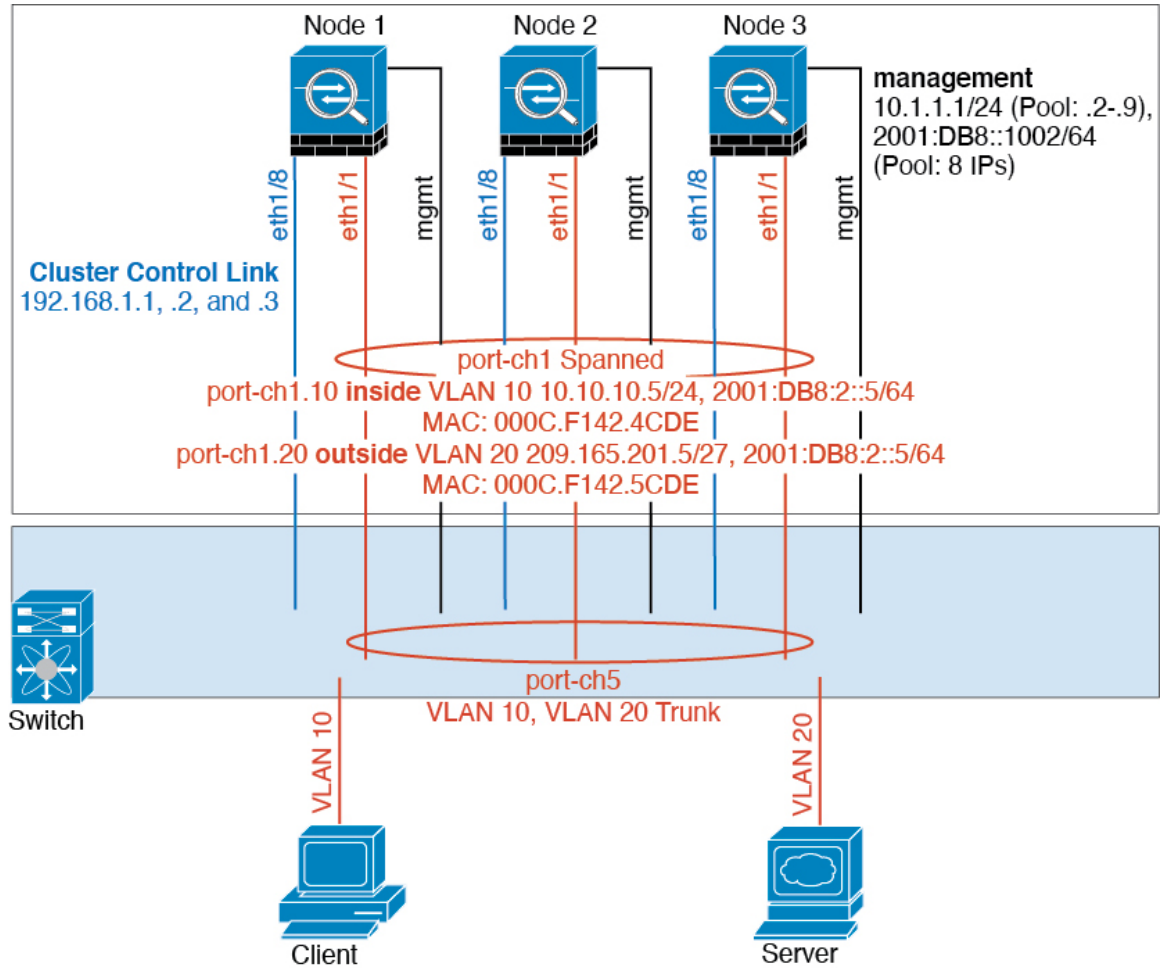 Node 1
Node 2
Node 3
management
10.1.1.1/24 (Pool: .2-.9),
2001:DB8::1002/64
(Pool: 8 IPs)
eth1/8
eth1/1
mgmt
eth1/8
eth1/1
mgmt
eth1/8
eth1/1
mgmt
Cluster Control Link
192.168.1.1, .2, and .3
port-ch1 Spanned
port-ch1.10 inside VLAN 10 10.10.10.5/24, 2001:DB8:2::5/64
MAC: 000C.F142.4CDE
port-ch1.20 outside VLAN 20 209.165.201.5/27, 2001:DB8:2::5/64
MAC: 000C.F142.5CDE
port-ch5
VLAN 10, VLAN 20 Trunk
Switch
VLAN 10
VLAN 20
Client
Server